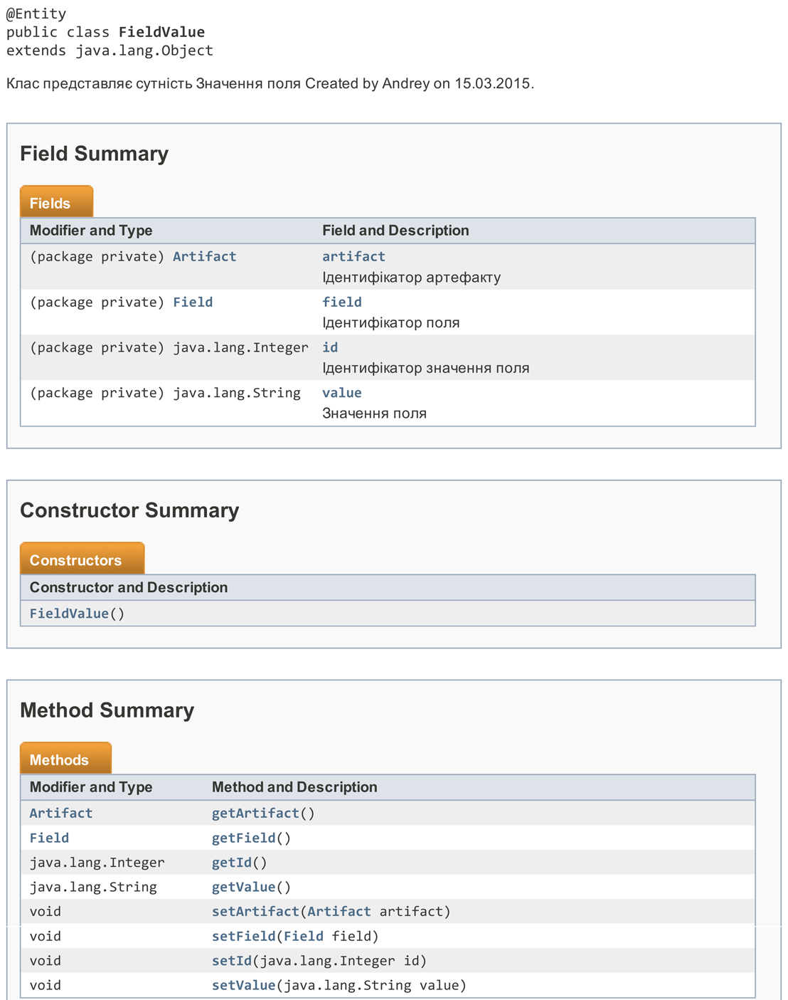 @Entity
public class FieldValue
extends java.lang.Object
Клас представляє сутність Значення поля Created by Andrey on 15.03.2015.
Field Summary
Fields
Modifier and Type Field and Description
(package private) Artifact artifact
Ідентифікатор артефакту
(package private) Field field
Ідентифікатор поля
(package private) java.lang.Integer id
Ідентифікатор значення поля
(package private) java.lang.String value
Значення поля
Constructor Summary
Constructors
Constructor and Description
FieldValue()
Method Summary
Methods
Modifier and Type Method and Description
Artifact getArtifact()
Field getField()
java.lang.Integer getId()
java.lang.String getValue()
void setArtifact(Artifact artifact)
void setField(Field field)
void setId(java.lang.Integer id)
void setValue(java.lang.String value)